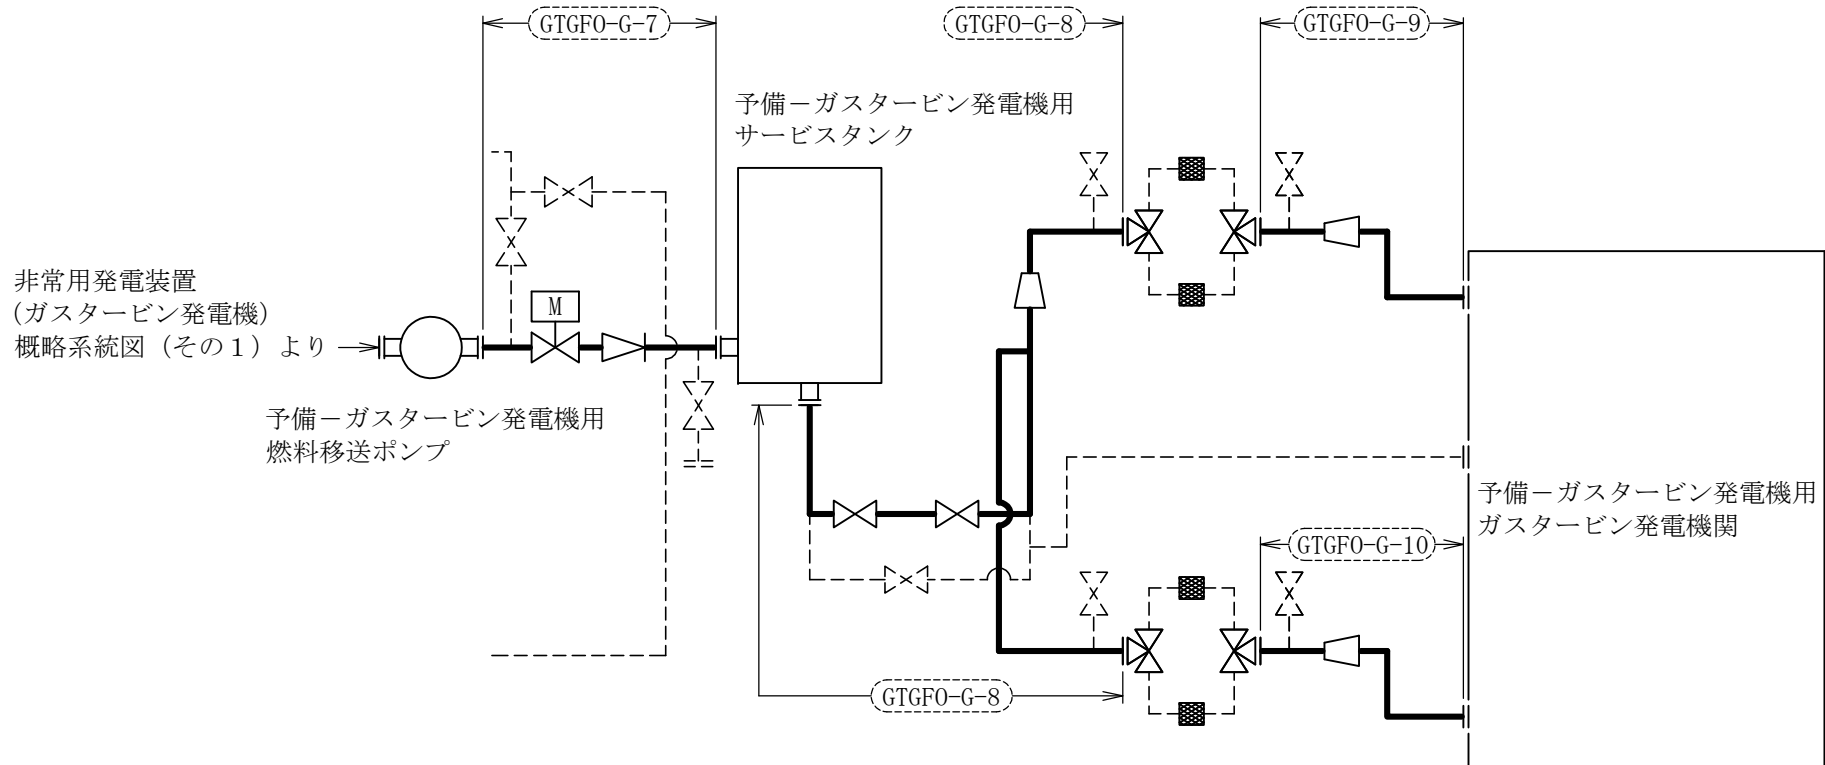 GTGFO-G-7
GTGFO-G-8
GTGFO-G-9
予備－ガスタービン発電機用
サービスタンク
非常用発電装置
(ガスタービン発電機)
概略系統図（その１）より
M
予備－ガスタービン発電機用
燃料移送ポンプ
予備－ガスタービン発電機用
ガスタービン発電機関
GTGFO-G-10
GTGFO-G-8